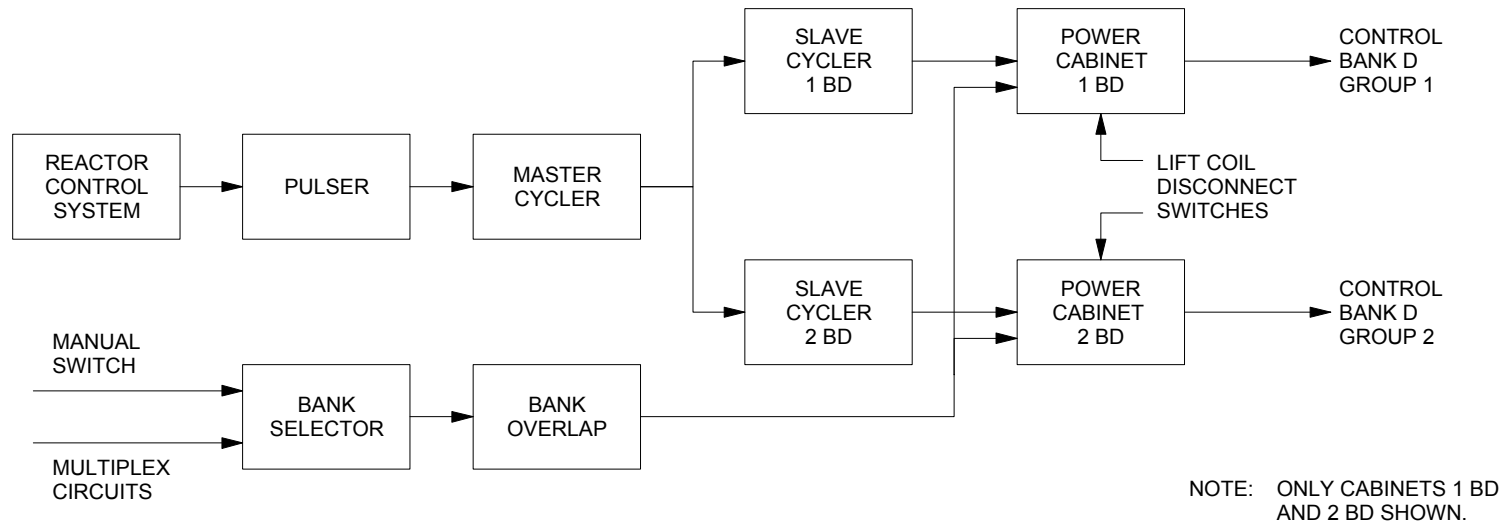 REACTOR
CONTROL
SYSTEM
PULSER
MASTER
CYCLER
SLAVE
CYCLER
1 BD
POWER
CABINET
1 BD
CONTROL
BANK D
GROUP 1
LIFT COIL
DISCONNECT
SWITCHES
SLAVE
CYCLER
2 BD
POWER
CABINET
2 BD
CONTROL
BANK D
GROUP 2
MANUAL
SWITCH
BANK
SELECTOR
BANK
OVERLAP
MULTIPLEX
CIRCUITS
NOTE: ONLY CABINETS 1 BD
AND 2 BD SHOWN.